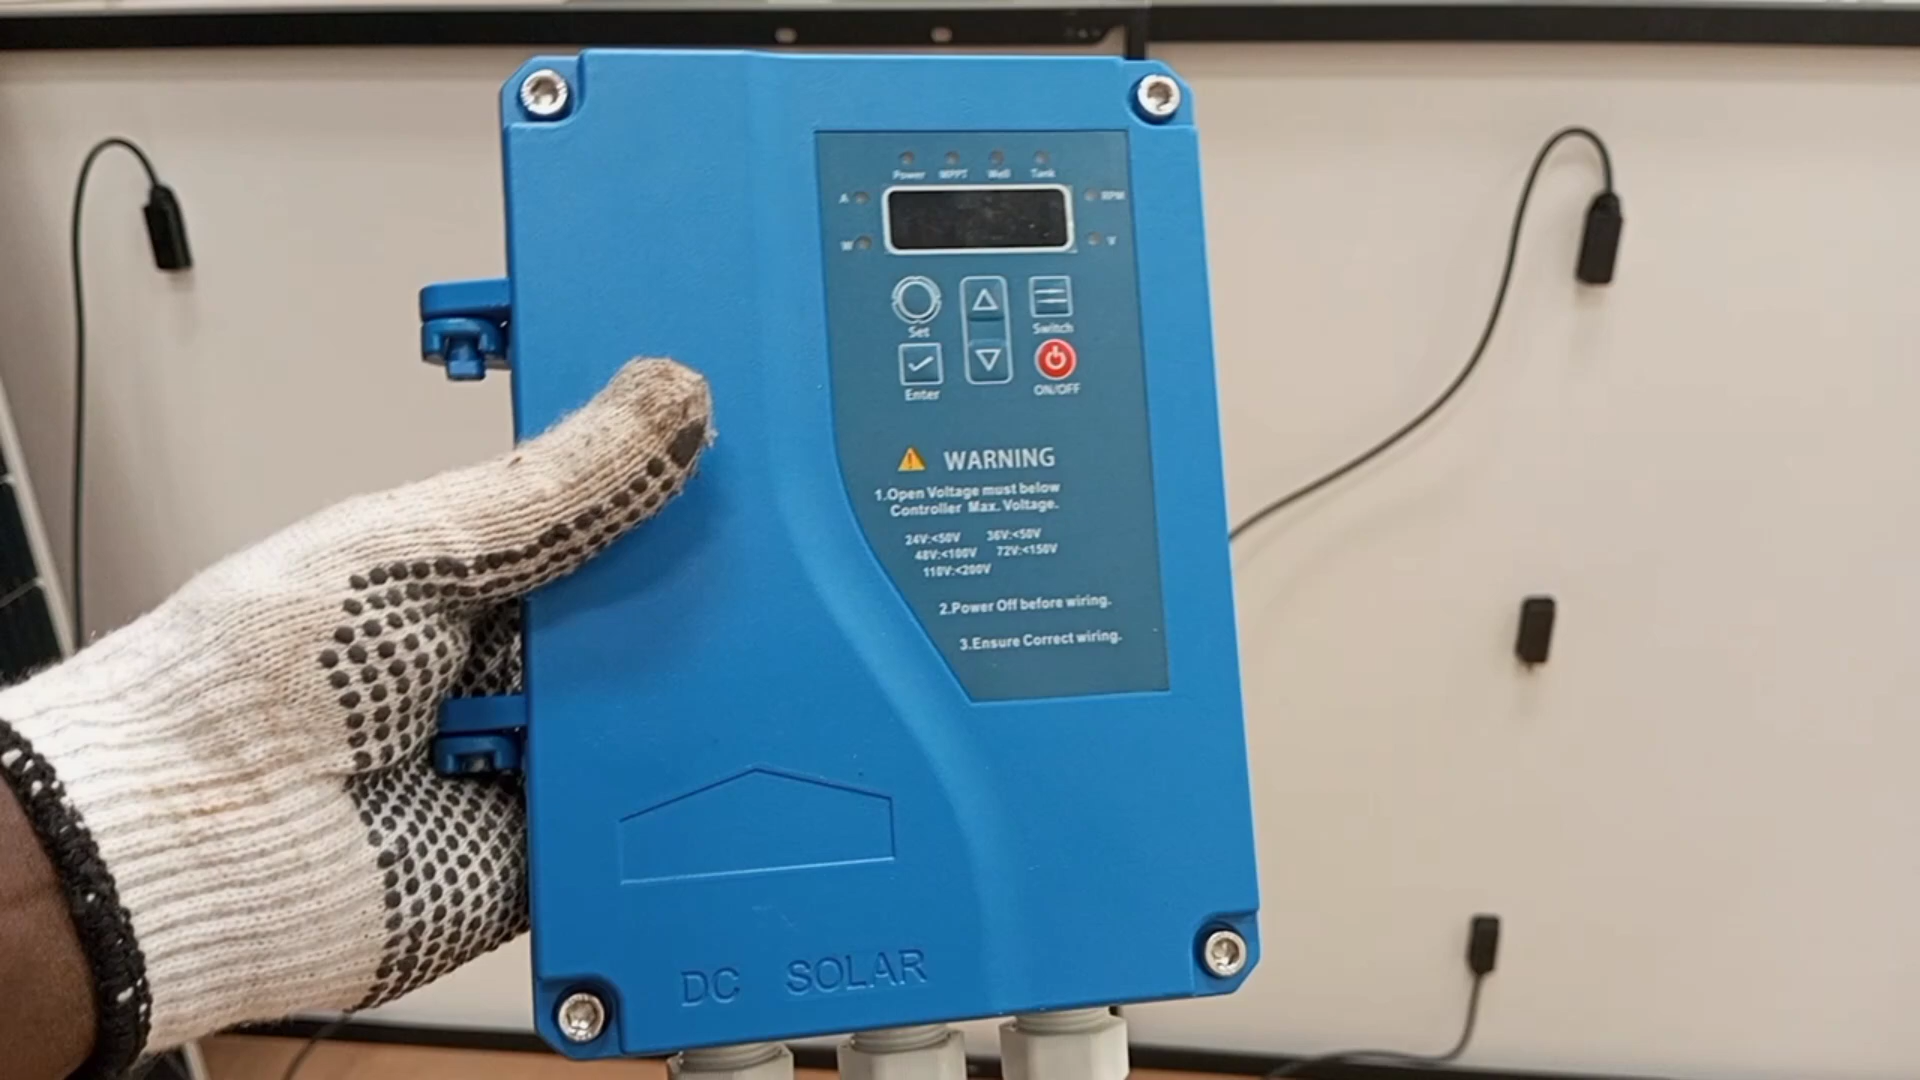 Power MPPT Well Tank
A RPM
W V
Set Switch
Enter ON/OFF
WARNING
1.Open Voltage must below
Controller Max. Voltage.
24V:<50V 36V:<50V
48V:<100V 72V:<150V
110V:<200V
2.Power Off before wiring.
3.Ensure Correct wiring.
DC SOLAR